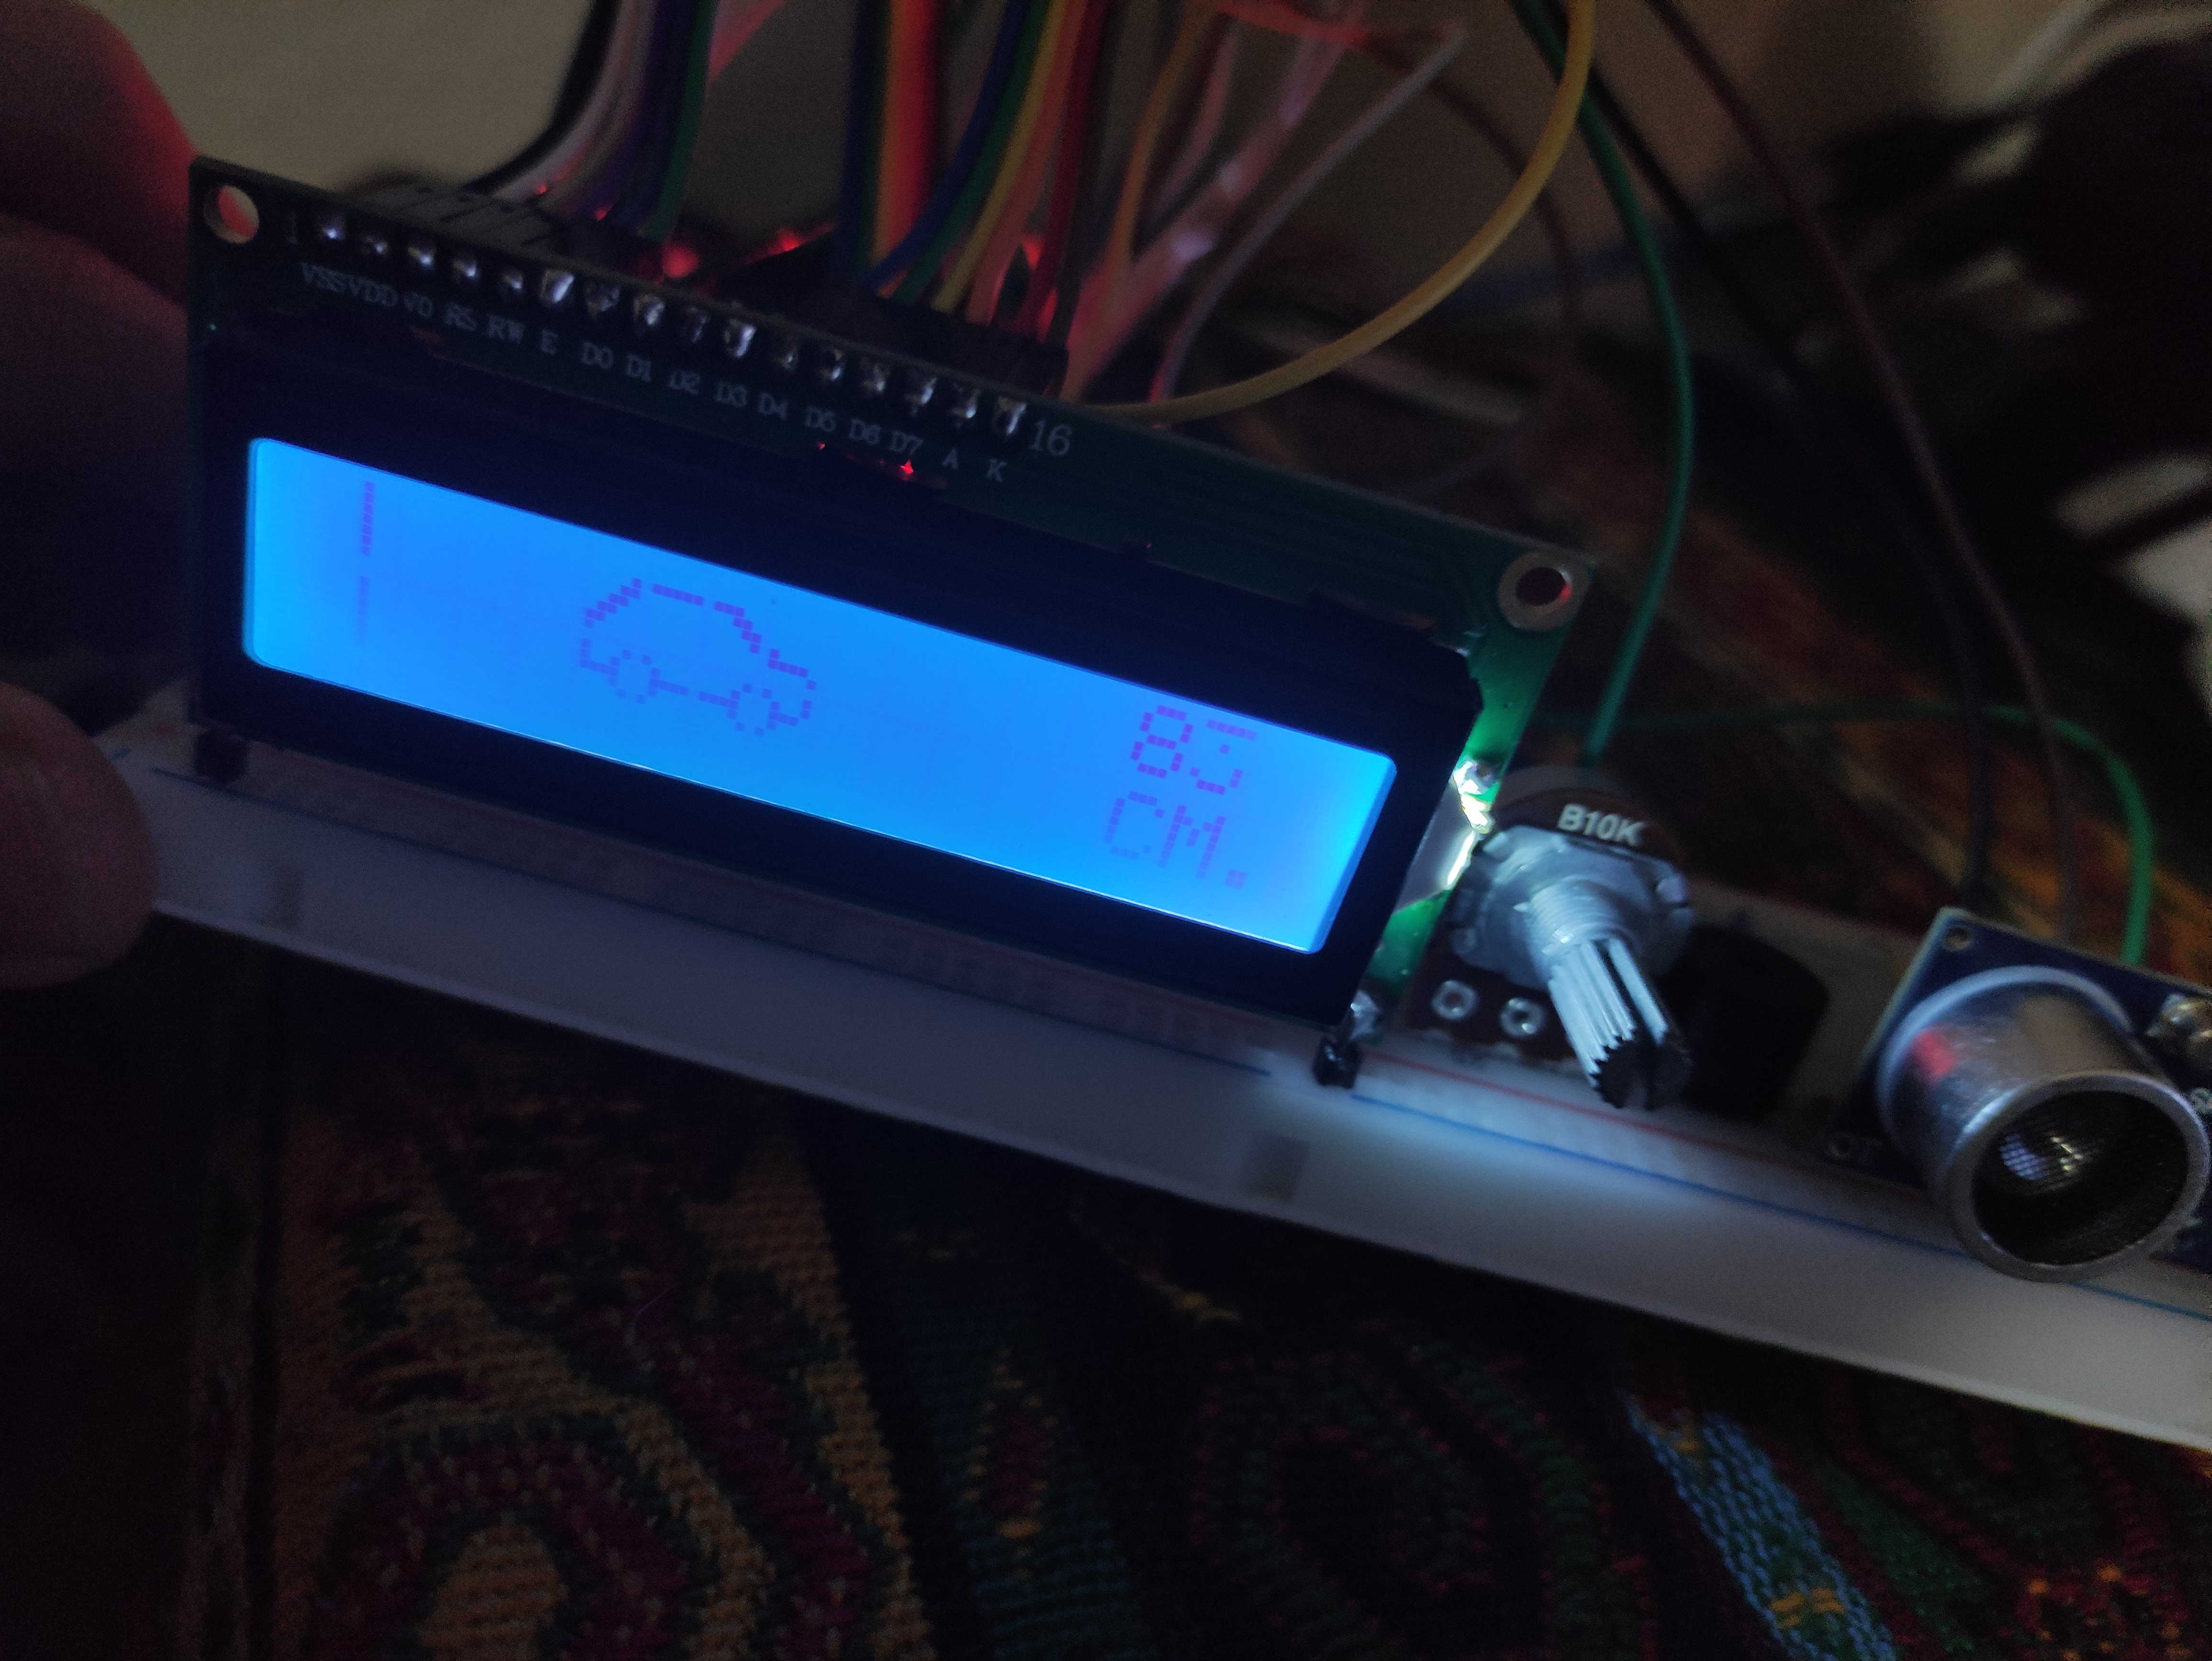 1
VSS VDD V0 RS RW E D0 D1 D2 D3 D4 D5 D6 D7 A K
16
83
CM.
B10K